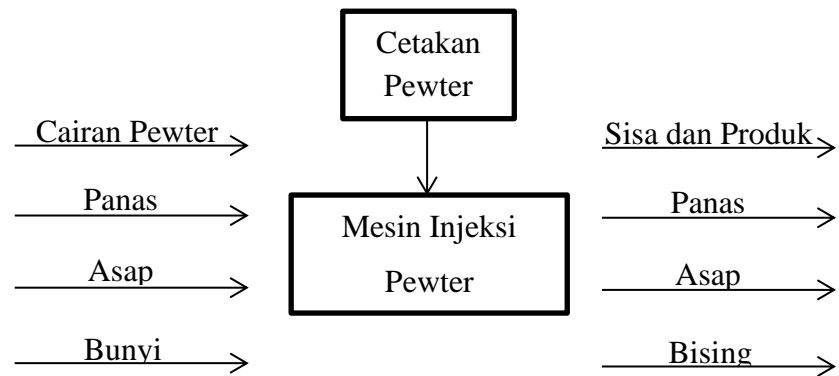 Cetakan
Pewter
Cairan Pewter
Panas
Asap
Bunyi
Mesin Injeksi
Pewter
Sisa dan Produk
Panas
Asap
Bising